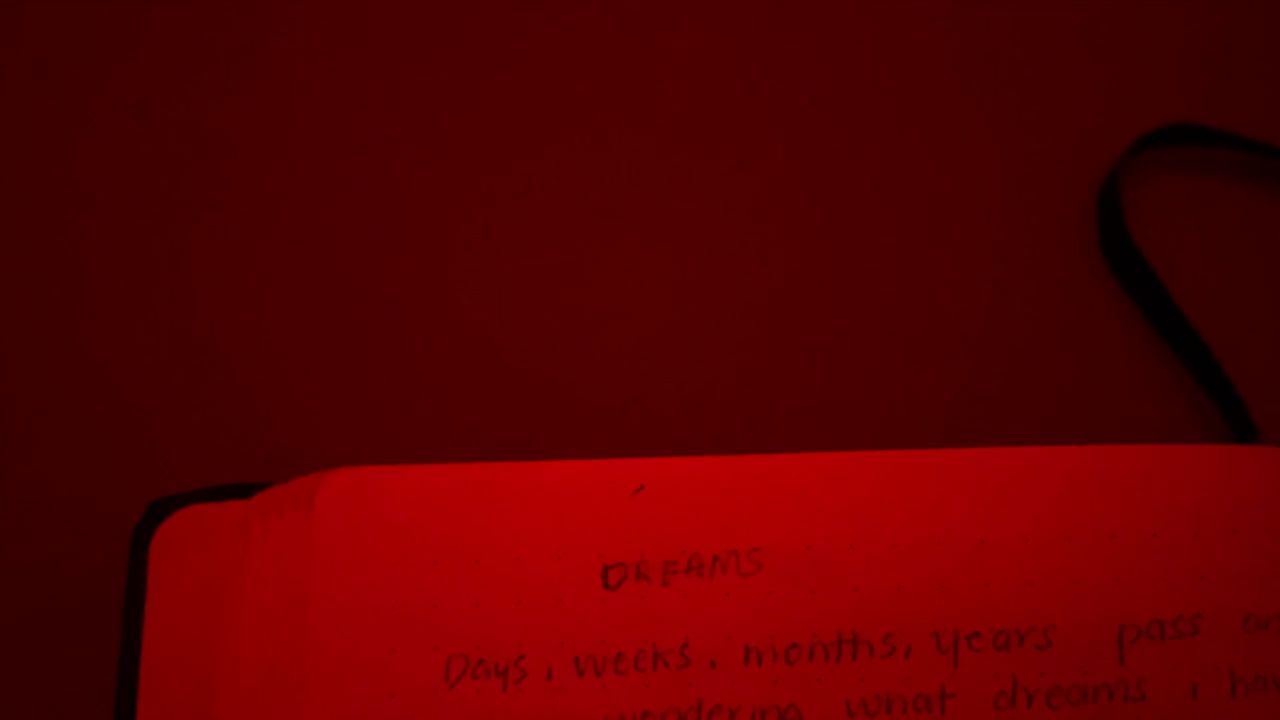 DREAMS
Days, weeks, months, years pass
wondering what dreams i